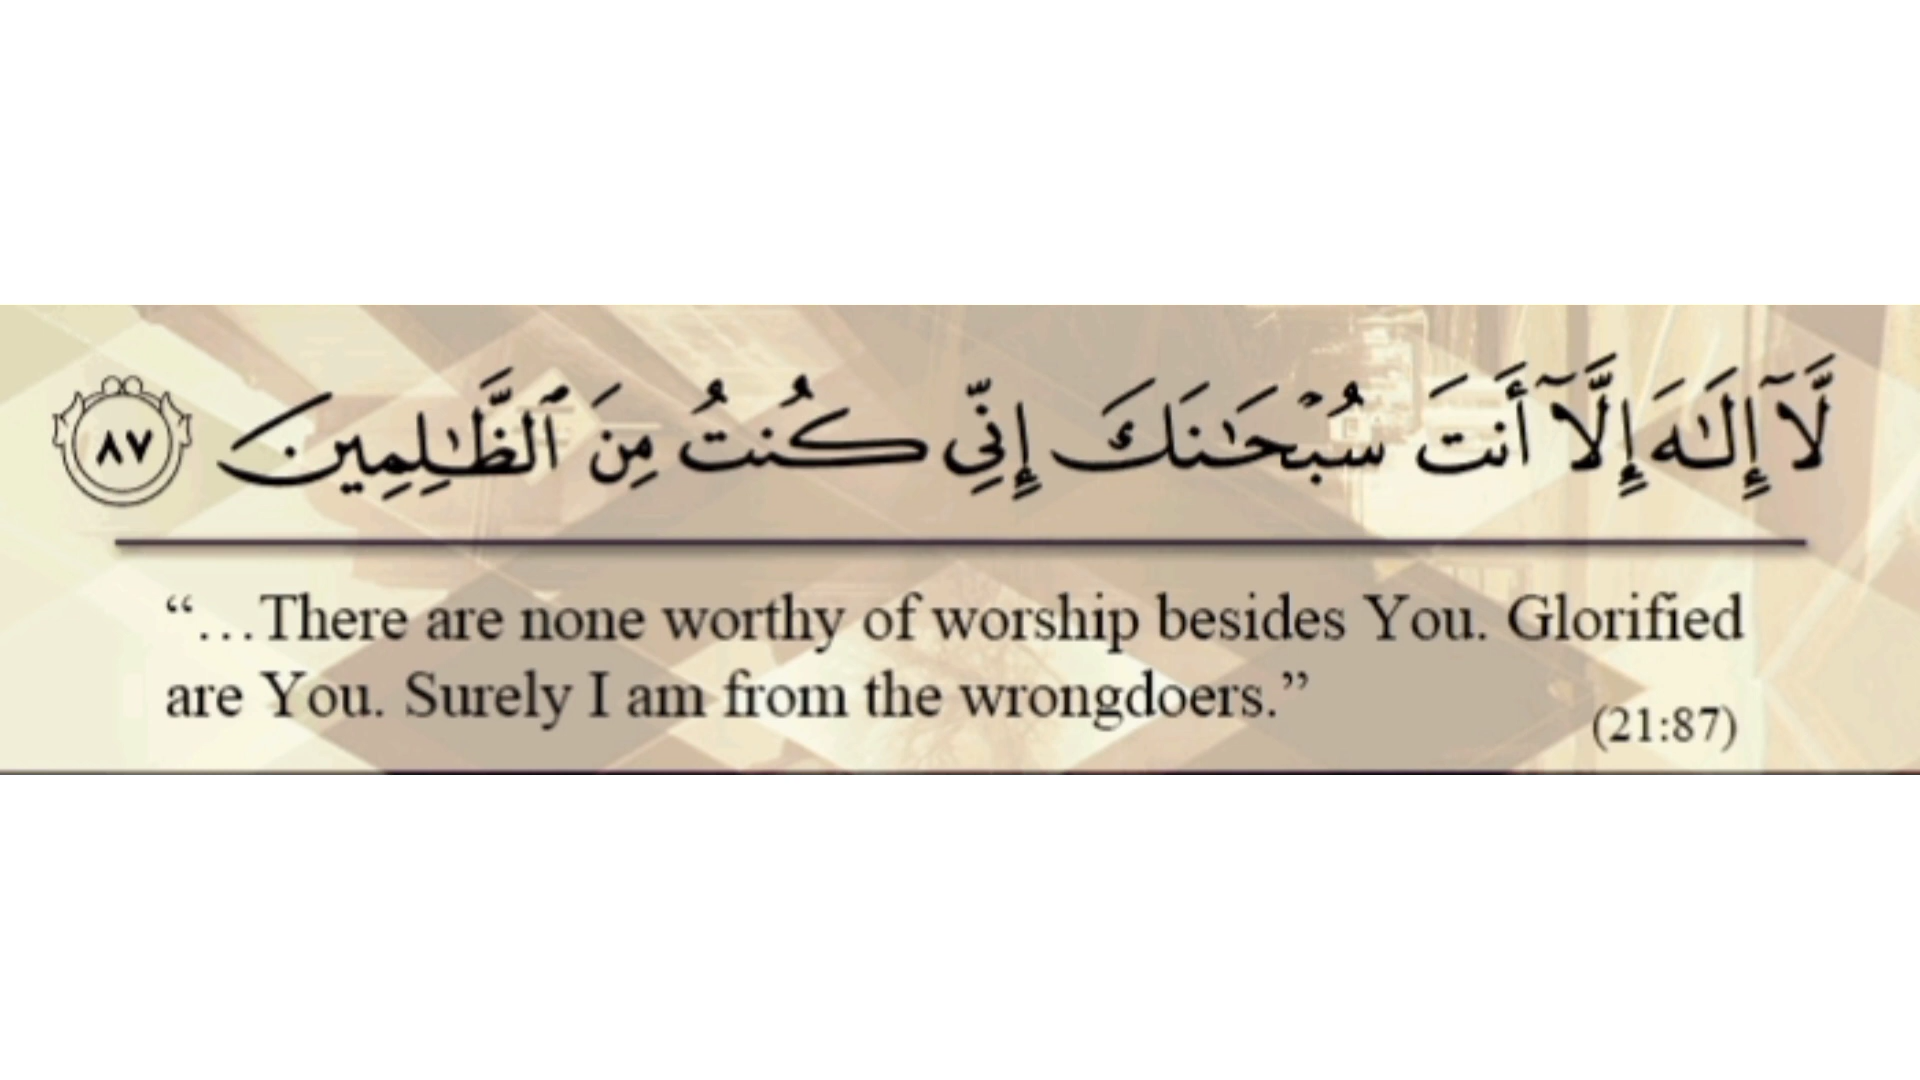 لَّآ إِلَـٰهَ إِلَّآ أَنتَ سُبْحَـٰنَكَ إِنِّى كُنتُ مِنَ ٱلظَّـٰلِمِينَ ٨٧
“…There are none worthy of worship besides You. Glorified
are You. Surely I am from the wrongdoers.”
(21:87)